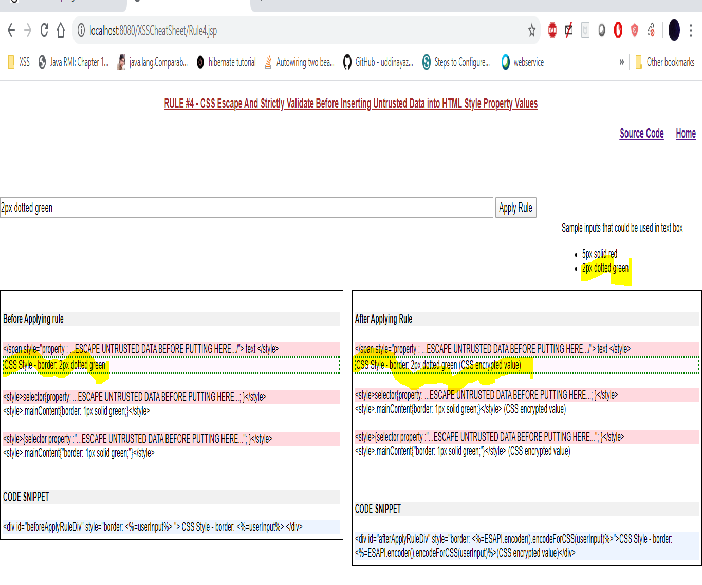 localhost:8080/XSSCheatSheet/Rule4.jsp
XSS
Java RMI: Chapter 1...
java.lang.Comparab...
hibernate tutorial
Autowiring two bea...
GitHub - uddinrayaz...
Steps to Configure...
webservice
»
Other bookmarks
RULE #4 - CSS Escape And Strictly Validate Before Inserting Untrusted Data into HTML Style Property Values
Source Code Home
2px dotted green
Apply Rule
Sample inputs that could be used in text box
5px solid red
2px dotted green
Before Applying rule
</span style="property : ...ESCAPE UNTRUSTED DATA BEFORE PUTTING HERE...;"> text </style>
CSS Style - border: 2px dotted green
<style>selector{property: ...ESCAPE UNTRUSTED DATA BEFORE PUTTING HERE...; }</style>
<style>.mainContent{border: 1px solid green;}</style>
<style>{selector property :"...ESCAPE UNTRUSTED DATA BEFORE PUTTING HERE..."; }</style>
<style>.mainContent{"border: 1px solid green;"}</style>
CODE SNIPPET
<div id="beforeApplyRuleDiv" style="border: <%=userInput%> "> CSS Style - border: <%=userInput%> </div>
After Applying Rule
</span style="property : ...ESCAPE UNTRUSTED DATA BEFORE PUTTING HERE...;"> text </style>
CSS Style - border: 2px dotted green (CSS encrypted value)
<style>selector{property: ...ESCAPE UNTRUSTED DATA BEFORE PUTTING HERE...; }</style>
<style>.mainContent{border: 1px solid green;}</style> (CSS encrypted value)
<style>{selector property :"...ESCAPE UNTRUSTED DATA BEFORE PUTTING HERE..."; }</style>
<style>.mainContent{"border: 1px solid green;"}</style> (CSS encrypted value)
CODE SNIPPET
<div id="afterApplyRuleDiv" style="border: <%=ESAPI.encoder().encodeForCSS(userInput)%> ">CSS Style - border:
<%=ESAPI.encoder().encodeForCSS(userInput)%>(CSS encrypted value)</div>